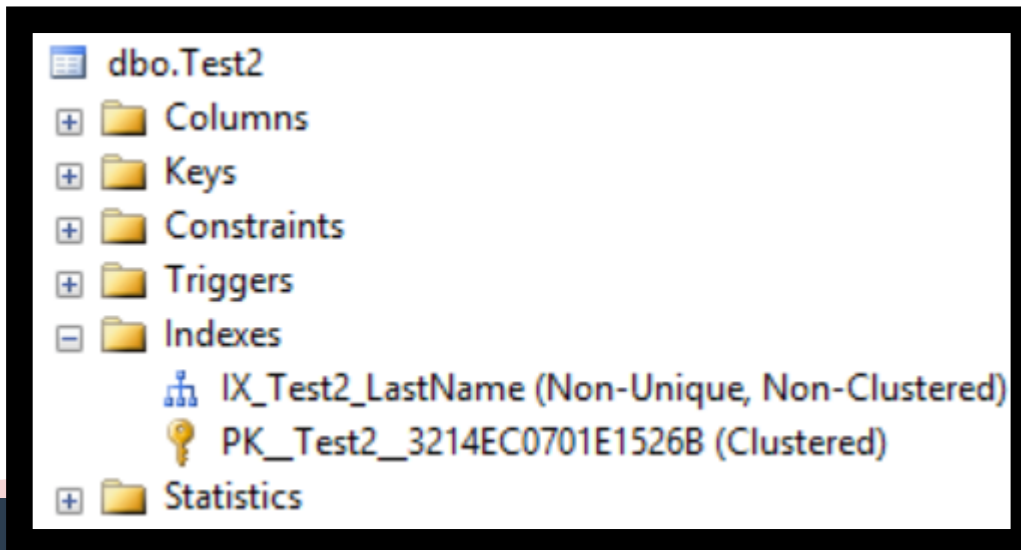 dbo.Test2
Columns
Keys
Constraints
Triggers
Indexes
IX_Test2_LastName (Non-Unique, Non-Clustered)
PK__Test2__3214EC0701E1526B (Clustered)
Statistics